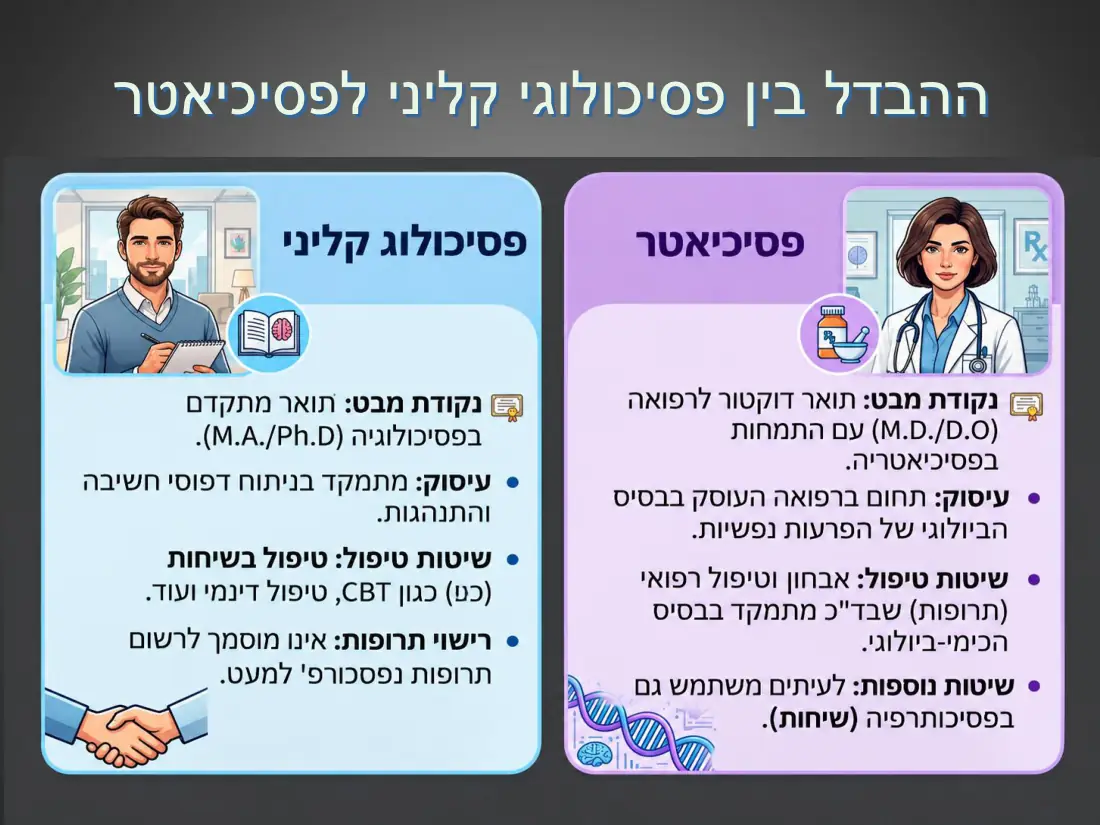 ההבדל בין פסיכולוגי קליני לפסיכיאטר
פסיכיאטר
Rx
נקודת מבט: תואר דוקטור לרפואה
(M.D./D.O) עם התמחות
בפסיכיאטריה.
עיסוק: תחום ברפואה העוסק בבסיס
הביולוגי של הפרעות נפשיות.
שיטות טיפול: אבחון וטיפול רפואי
(תרופות) שבד"כ מתמקד בבסיס
הכימי-ביולוגי.
שיטות נוספות: לעיתים משתמש גם
בפסיכותרפיה (שיחות).
פסיכולוג קליני
נקודת מבט: תואר מתקדם
בפסיכולוגיה (M.A./Ph.D).
עיסוק: מתמקד בניתוח דפוסי חשיבה
והתנהגות.
שיטות טיפול: טיפול בשיחות
כגון CBT, טיפול דינמי ועוד.
רישוי תרופות: אינו מוסמך לרשום
תרופות נפסכורפ' למעט.